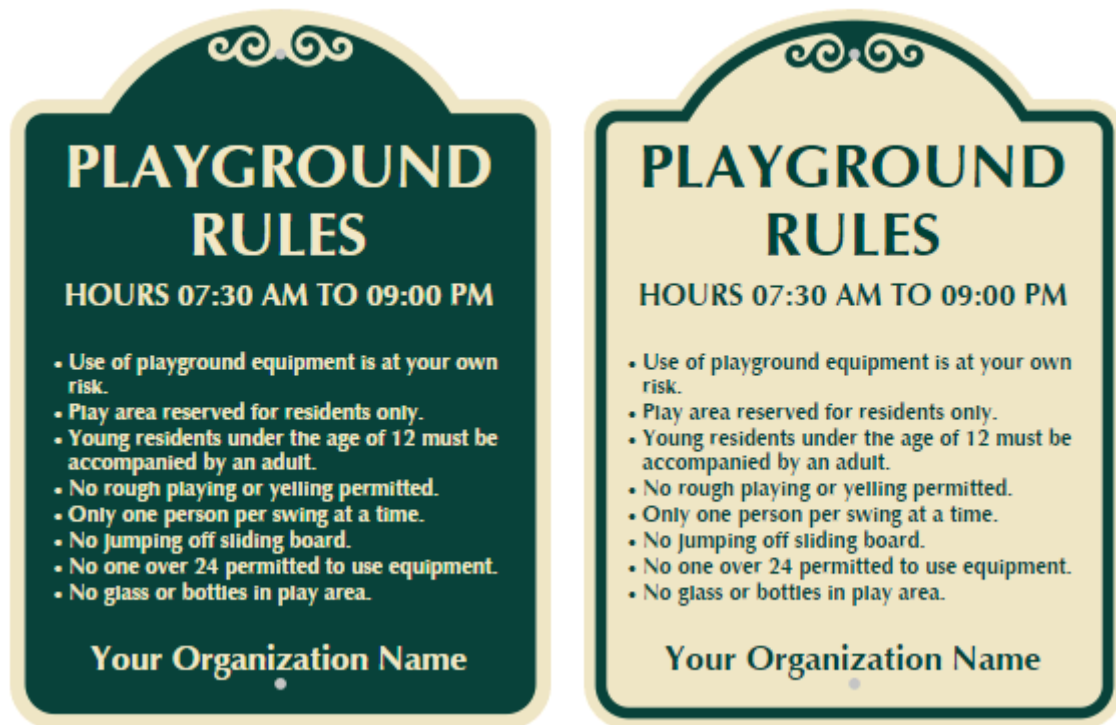 PLAYGROUND
RULES
HOURS 07:30 AM TO 09:00 PM
• Use of playground equipment is at your own
risk.
• Play area reserved for residents only.
• Young residents under the age of 12 must be
accompanied by an adult.
• No rough playing or yelling permitted.
• Only one person per swing at a time.
• No jumping off sliding board.
• No one over 24 permitted to use equipment.
• No glass or bottles in play area.
Your Organization Name
PLAYGROUND
RULES
HOURS 07:30 AM TO 09:00 PM
• Use of playground equipment is at your own
risk.
• Play area reserved for residents only.
• Young residents under the age of 12 must be
accompanied by an adult.
• No rough playing or yelling permitted.
• Only one person per swing at a time.
• No jumping off sliding board.
• No one over 24 permitted to use equipment.
• No glass or bottles in play area.
Your Organization Name